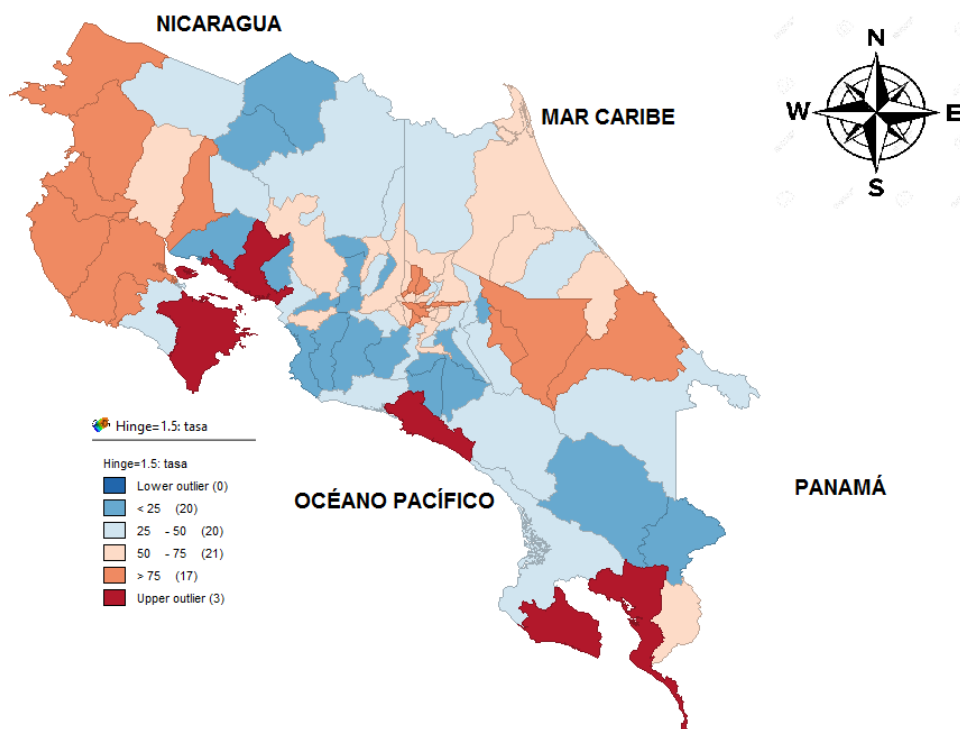 NICARAGUA
N
MAR CARIBE
W
E
S
Hinge=1.5: tasa
Hinge=1.5: tasa
Lower outlier (0)
< 25 (20)
25 - 50 (20)
50 - 75 (21)
> 75 (17)
Upper outlier (3)
OCÉANO PACÍFICO
PANAMÁ